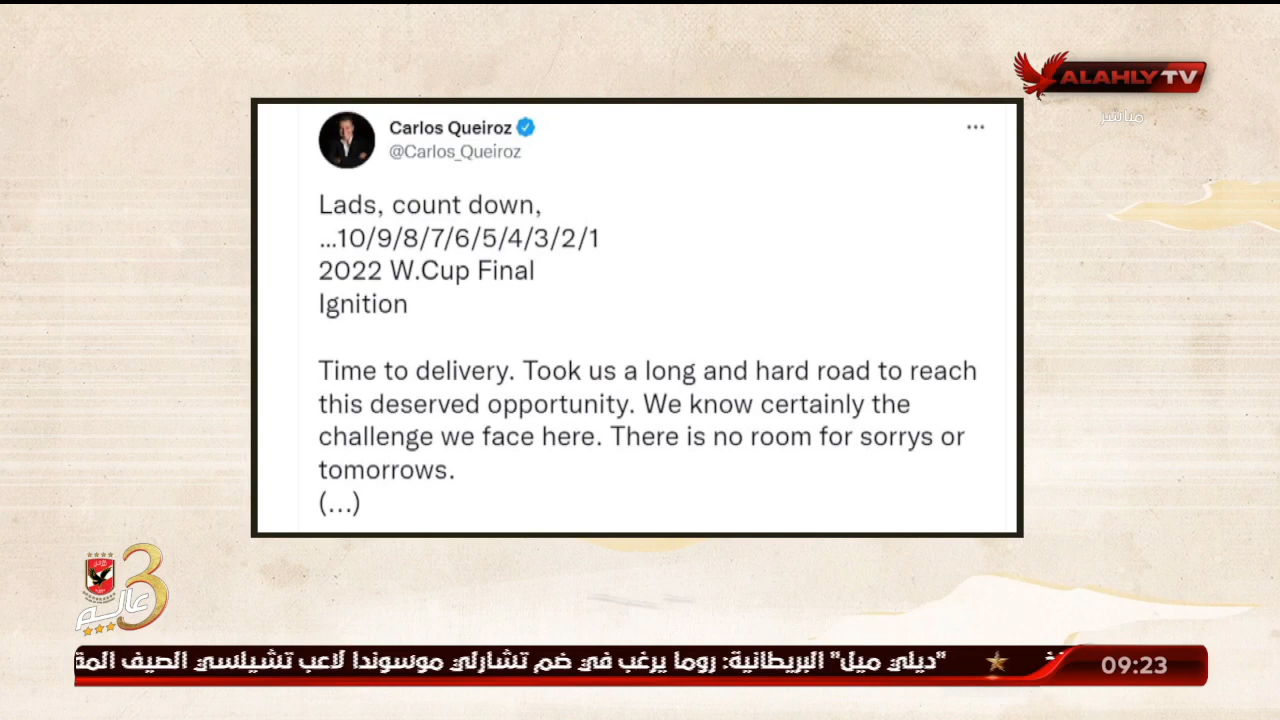 ALAHLY TV
مباشر
Carlos Queiroz
@Carlos_Queiroz
Lads, count down,
...10/9/8/7/6/5/4/3/2/1
2022 W.Cup Final
Ignition
Time to delivery. Took us a long and hard road to reach
this deserved opportunity. We know certainly the
challenge we face here. There is no room for sorrys or
tomorrows.
(...)
3
عالم
"ديلي ميل" البريطانية: روما يرغب في ضم تشارلي موسوندا لاعب تشيلسي الصيف
09:23